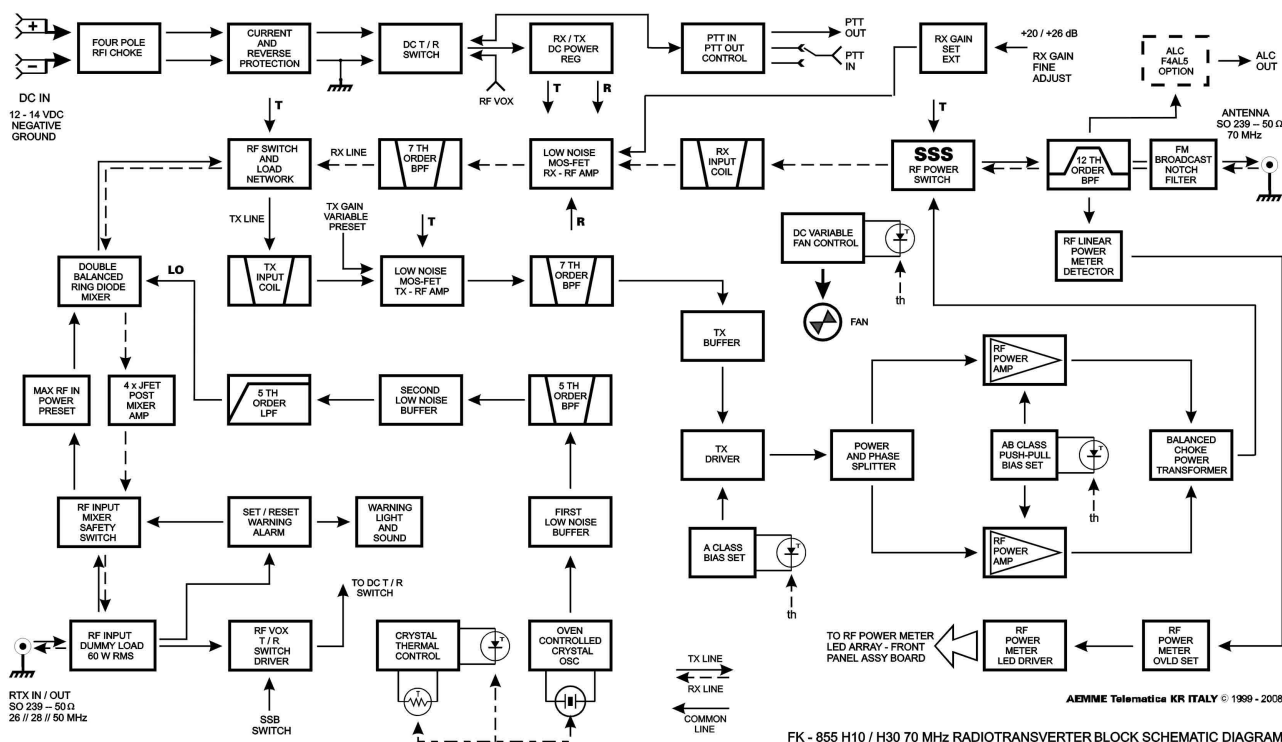 +
–
DC IN
12 - 14 VDC
NEGATIVE
GROUND
FOUR POLE
RFI CHOKE
CURRENT
AND
REVERSE
PROTECTION
DC T / R
SWITCH
RF VOX
RX / TX
DC POWER
REG
T
R
PTT IN
PTT OUT
CONTROL
PTT
OUT
PTT
IN
RX GAIN
SET
EXT
+20 / +26 dB
RX GAIN
FINE
ADJUST
ALC
F4AL5
OPTION
ALC
OUT
ANTENNA
SO 239 -- 50 Ω
70 MHz
T
RF SWITCH
AND
LOAD
NETWORK
RX LINE
7 TH
ORDER
BPF
LOW NOISE
MOS-FET
RX - RF AMP
R
RX
INPUT
COIL
T
SSS
RF POWER
SWITCH
12 TH
ORDER
BPF
FM
BROADCAST
NOTCH
FILTER
TX LINE
TX GAIN
VARIABLE
PRESET
T
DC VARIABLE
FAN CONTROL
T
th
FAN
RF LINEAR
POWER
METER
DETECTOR
DOUBLE
BALANCED
RING DIODE
MIXER
LO
TX
INPUT
COIL
LOW NOISE
MOS-FET
TX - RF AMP
7 TH
ORDER
BPF
TX
BUFFER
RF
POWER
AMP
MAX RF IN
POWER
PRESET
4 x JFET
POST
MIXER
AMP
5 TH
ORDER
LPF
SECOND
LOW NOISE
BUFFER
5 TH
ORDER
BPF
TX
DRIVER
POWER
AND PHASE
SPLITTER
AB CLASS
PUSH-PULL
BIAS SET
T
th
BALANCED
CHOKE
POWER
TRANSFORMER
RF INPUT
MIXER
SAFETY
SWITCH
SET / RESET
WARNING
ALARM
WARNING
LIGHT
AND
SOUND
FIRST
LOW NOISE
BUFFER
A CLASS
BIAS SET
T
th
RF
POWER
AMP
TO DC T / R
SWITCH
RF INPUT
DUMMY LOAD
60 W RMS
RF VOX
T / R
SWITCH
DRIVER
CRYSTAL
THERMAL
CONTROL
T
T
OVEN
CONTROLLED
CRYSTAL
OSC
TO RF POWER METER
LED ARRAY - FRONT
PANEL ASSY BOARD
RF
POWER
METER
LED DRIVER
RF
POWER
METER
OVLD SET
RTX IN / OUT
SO 239 -- 50 Ω
26 // 28 // 50 MHz
SSB
SWITCH
TX LINE
RX LINE
COMMON
LINE
AEMME Telematica KR ITALY © 1999 - 2008
FK - 855 H10 / H30 70 MHz RADIOTRANSVERTER BLOCK SCHEMATIC DIAGRAM